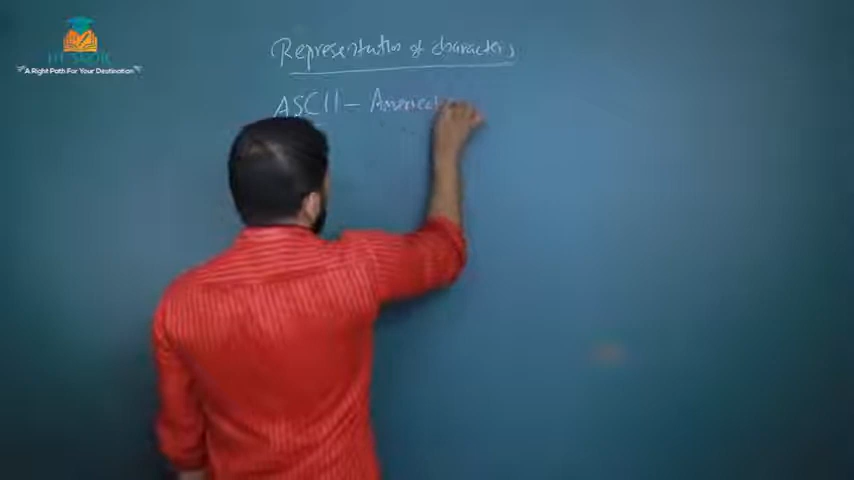 A Right Path For Your Destination
Representation of characters
ASCII - American